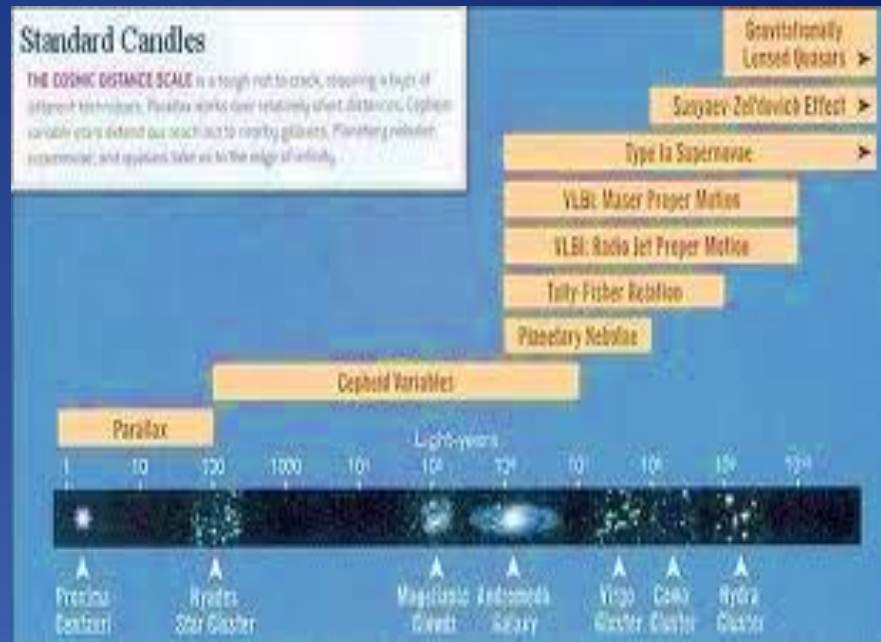 Standard Candles
THE COSMIC DISTANCE SCALE is a tough nut to crack, requiring a host of
different techniques. Parallax works over relatively short distances. Cepheid
variable stars extend our reach out to nearby galaxies. Planetary nebulae,
supernovae, and quasars take us to the edge of infinity.
Gravitationally
Lensed Quasars
Sunyaev-Zel'dovich Effect
Type Ia Supernovae
VLBI: Maser Proper Motion
VLBI: Radio Jet Proper Motion
Tully-Fisher Relation
Planetary Nebulae
Cepheid Variables
Parallax
Light-years
1 10 100 1000
Proxima
Centauri
Hyades
Star Cluster
Magellanic
Clouds
Andromeda
Galaxy
Virgo
Cluster
Coma
Cluster
Hydra
Cluster